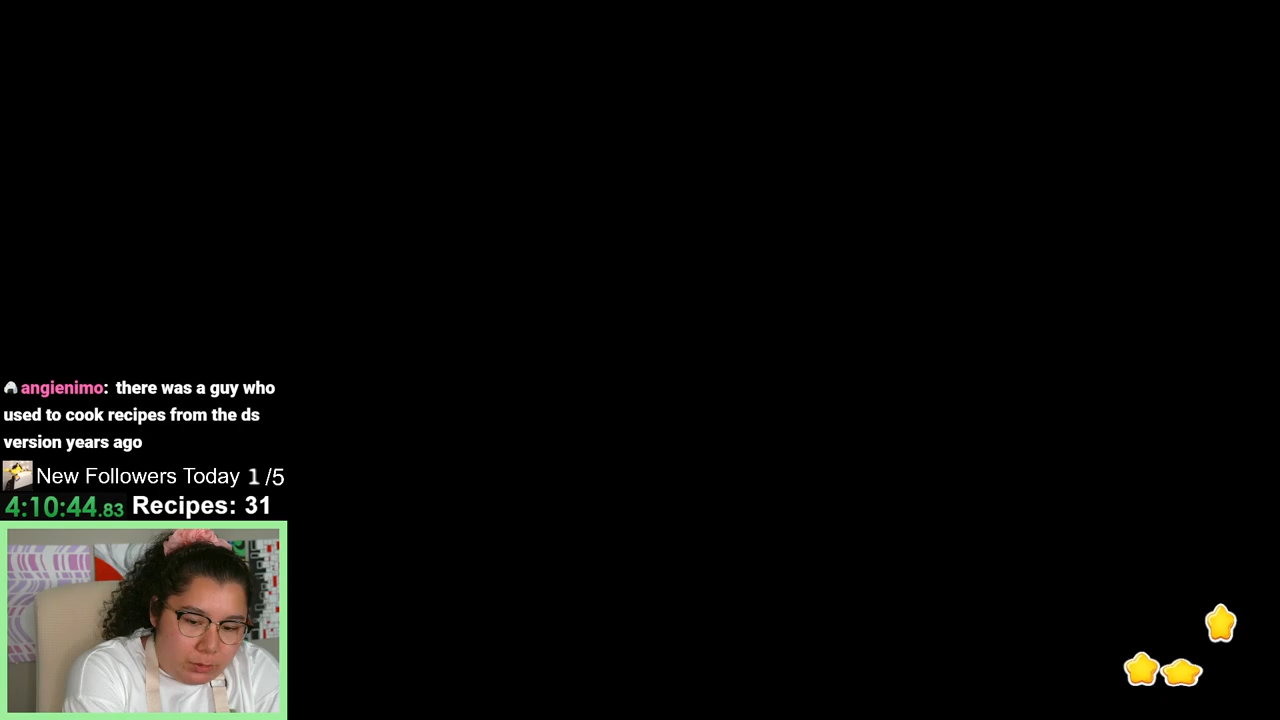 angienimo: there was a guy who
used to cook recipes from the ds
version years ago
New Followers Today 1 /5
4:10:44.83 Recipes: 31